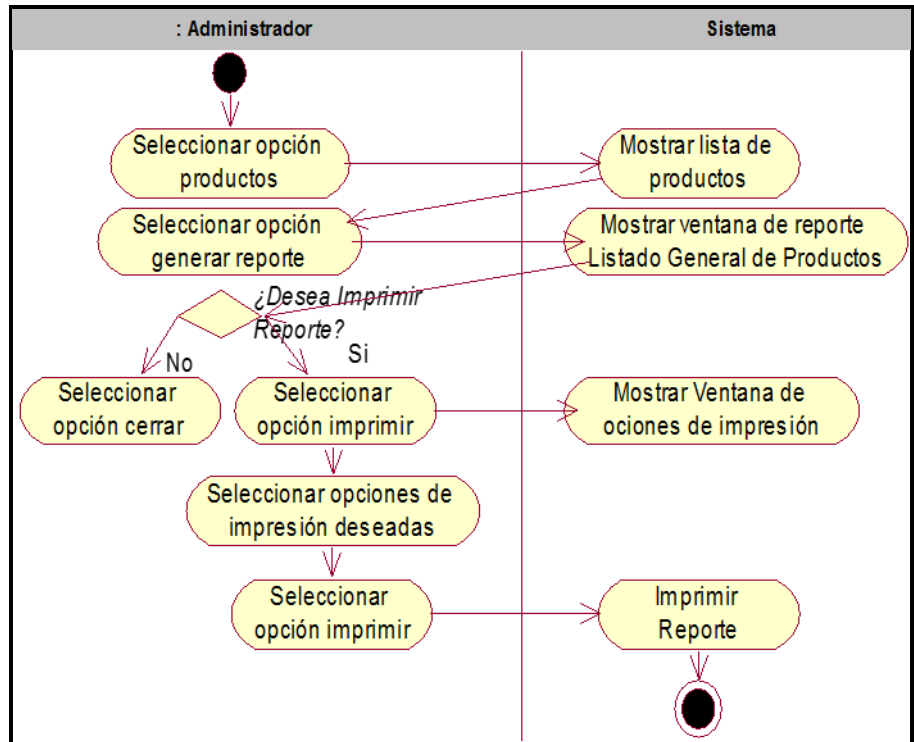 : Administrador
Sistema
Seleccionar opción
productos
Mostrar lista de
productos
Seleccionar opción
generar reporte
Mostrar ventana de reporte
Listado General de Productos
¿Desea Imprimir
Reporte?
No
Si
Seleccionar
opción cerrar
Seleccionar
opción imprimir
Mostrar Ventana de
ociones de impresión
Seleccionar opciones de
impresión deseadas
Seleccionar
opción imprimir
Imprimir
Reporte